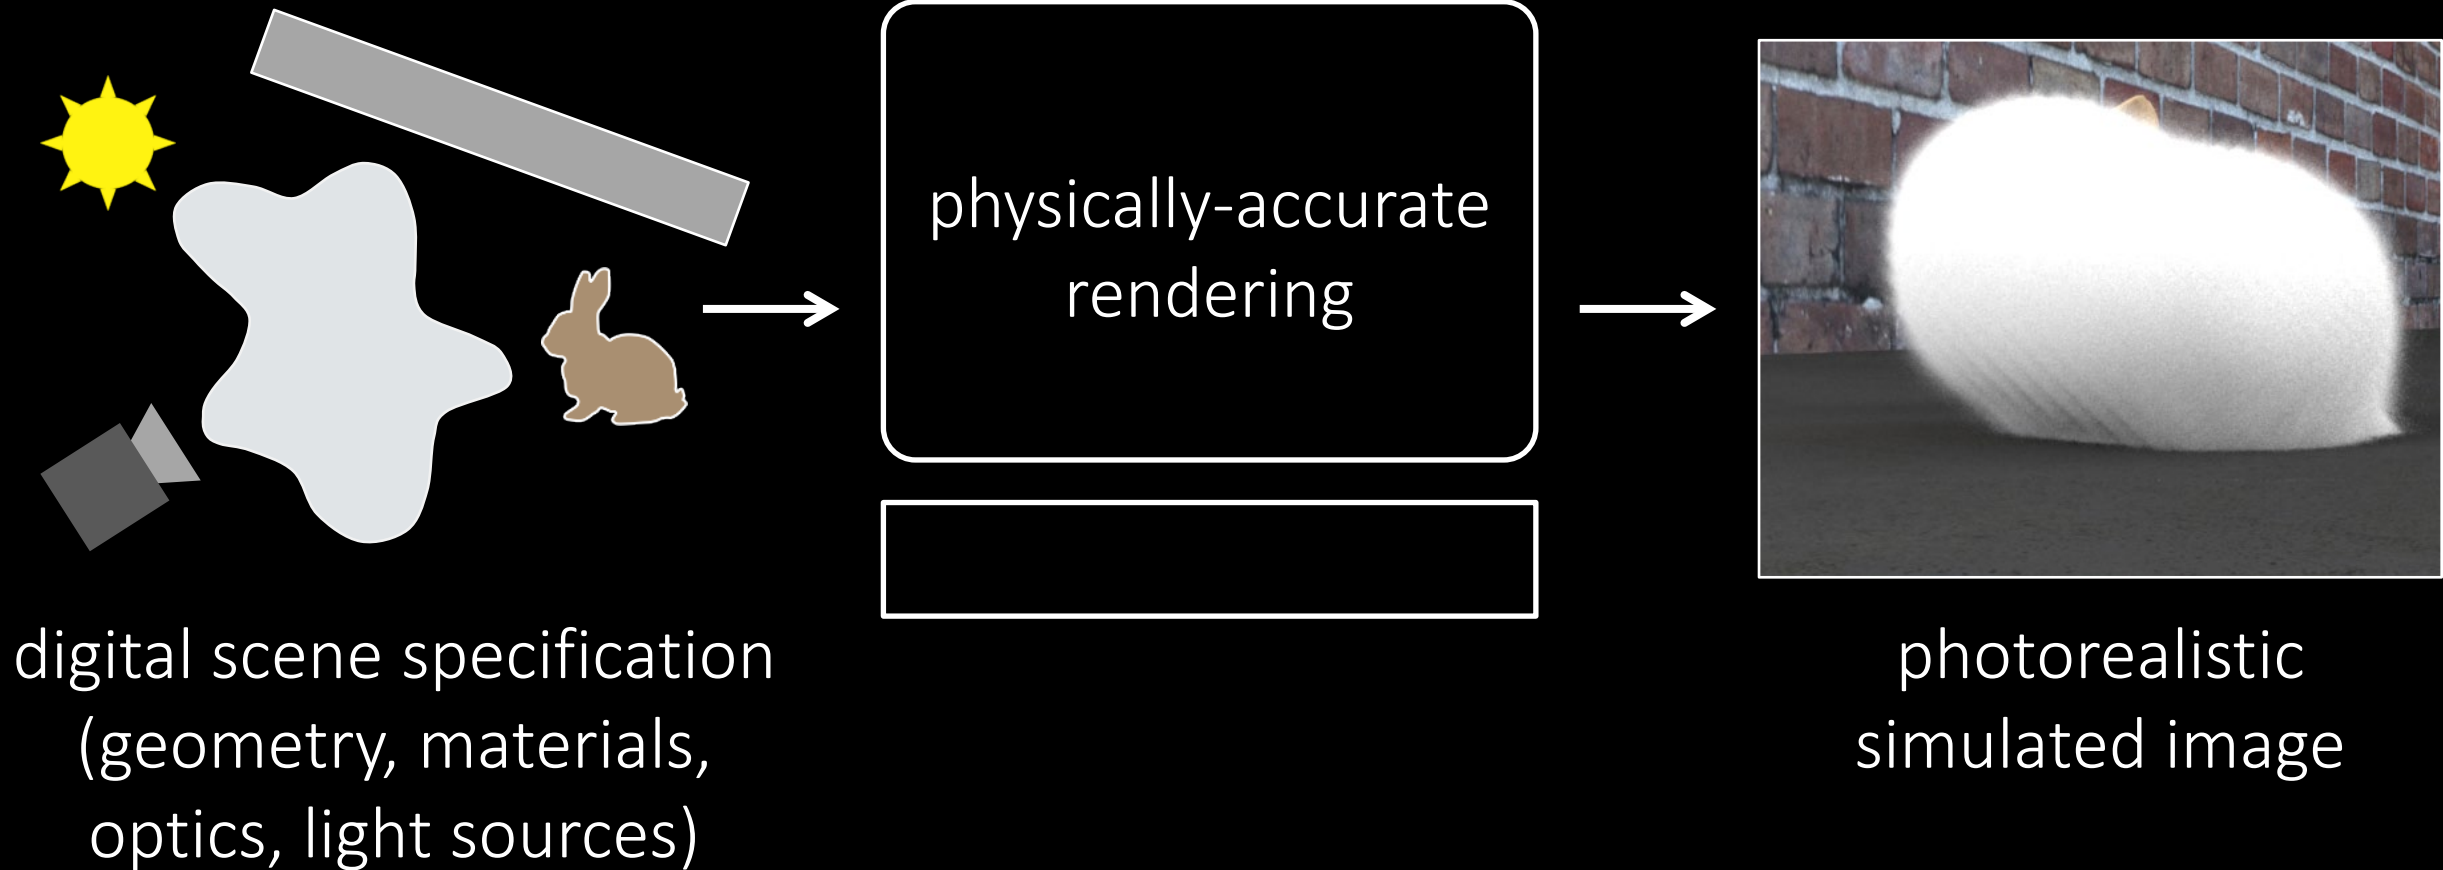 physically-accurate
rendering
digital scene specification
(geometry, materials,
optics, light sources)
photorealistic
simulated image